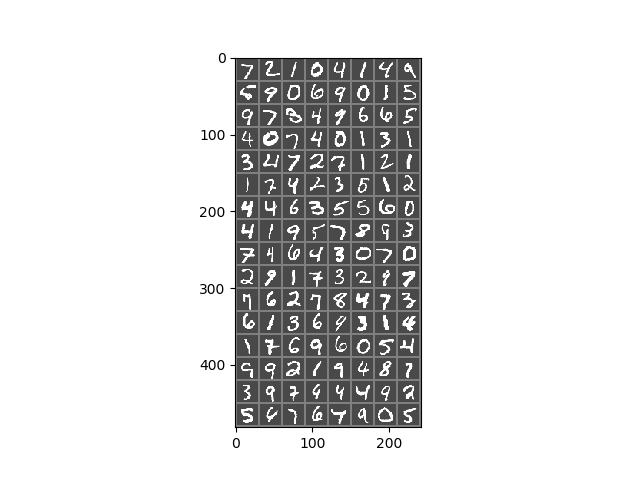 0
7 2 1 0 4 1 4 9
5 9 0 6 9 0 1 5
9 7 3 4 9 6 6 5
100
4 0 7 4 0 1 3 1
3 4 7 2 7 1 2 1
1 7 4 2 3 5 1 2
200
4 4 6 3 5 5 6 0
4 1 9 5 7 8 9 3
7 4 6 4 3 0 7 0
2 9 1 7 3 2 9 7
300
7 6 2 7 8 4 7 3
6 1 3 6 9 3 1 4
1 7 6 9 6 0 5 4
400
9 9 2 1 9 4 8 7
3 9 7 4 4 4 9 2
5 4 7 6 7 9 0 5
0 100 200